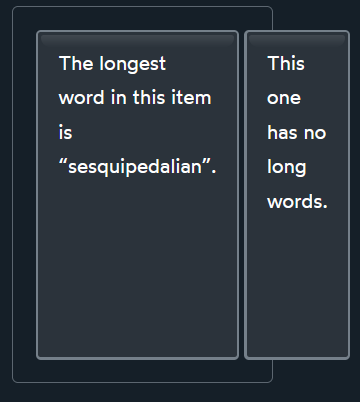 The longest
word in this item
is
“sesquipedalian”.
This
one
has no
long
words.